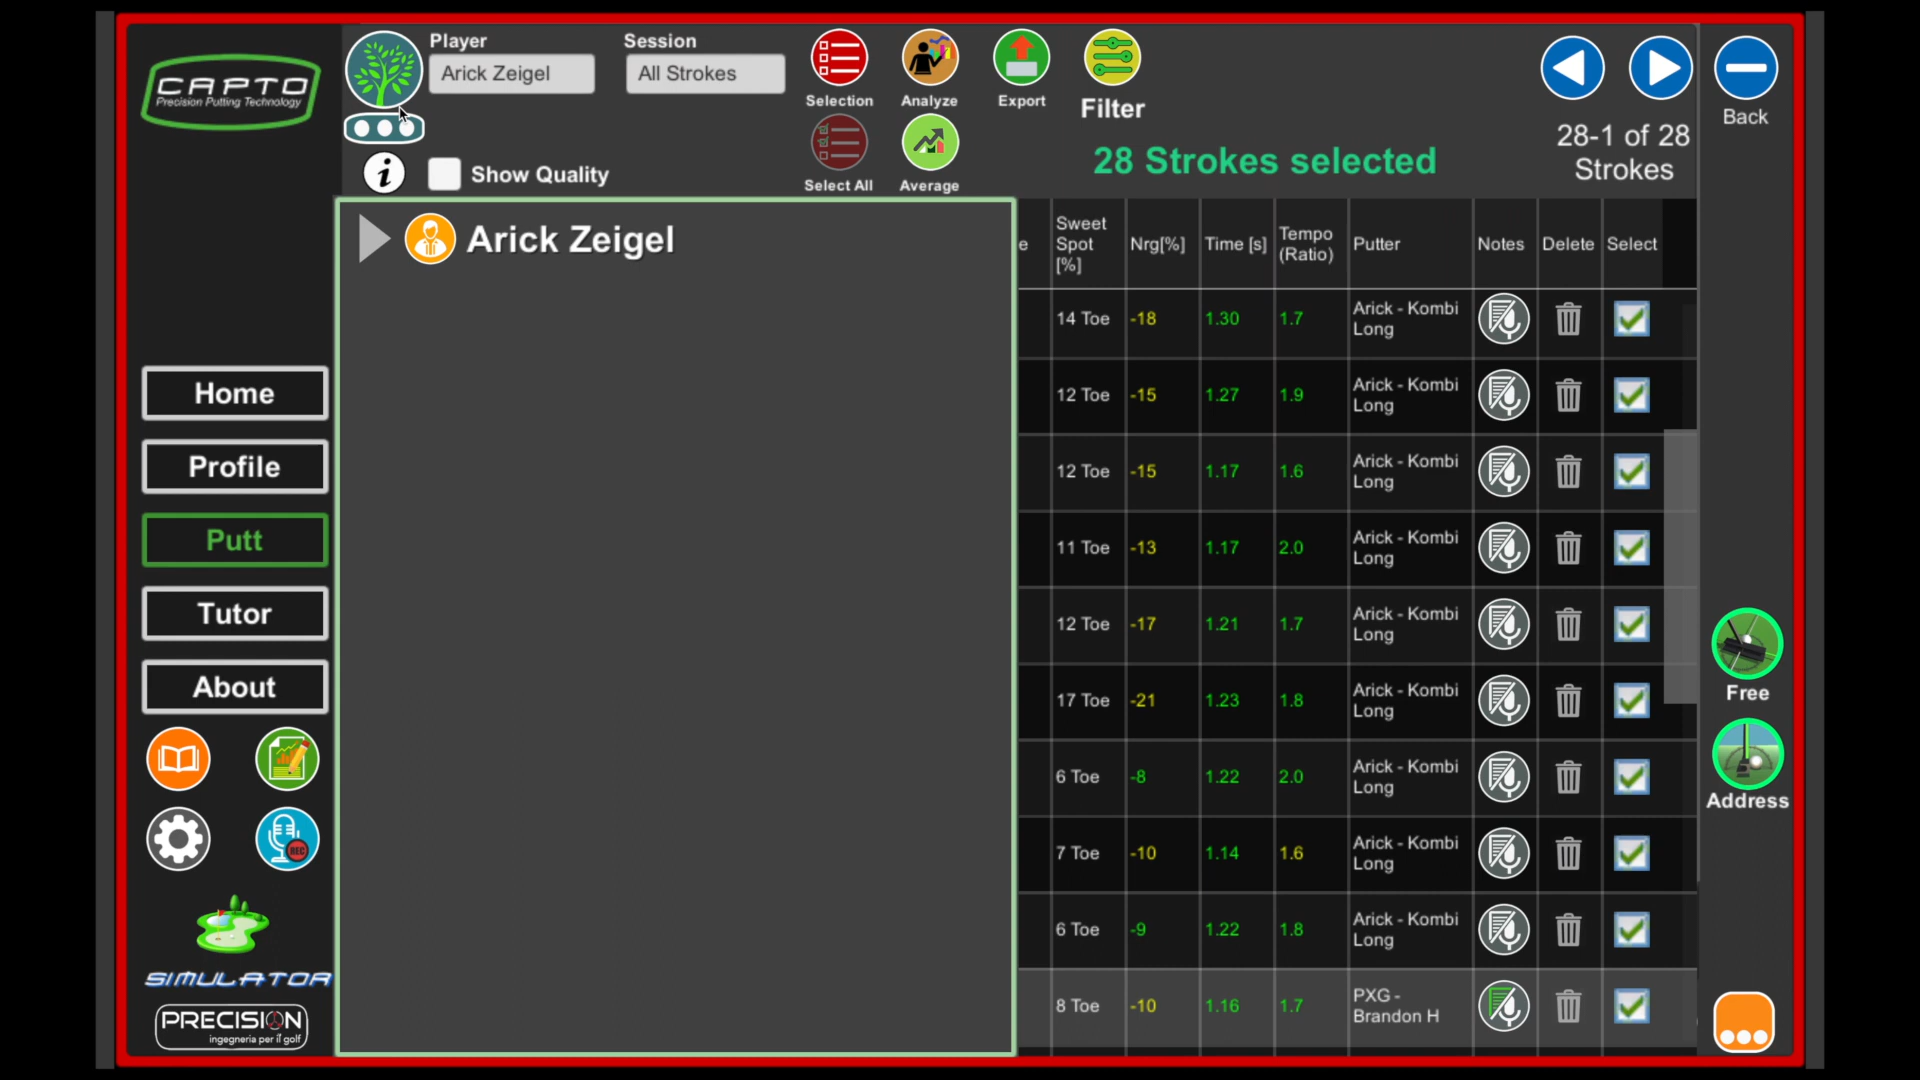 CAPTO
Precision Putting Technology
Player
Session
Arick Zeigel
All Strokes
Selection
Analyze
Export
Filter
Select All
Average
Show Quality
28 Strokes selected
28-1 of 28
Strokes
Back
Arick Zeigel
e
Sweet
Spot
[%]
Nrg[%]
Time [s]
Tempo
(Ratio)
Putter
Notes
Delete
Select
14 Toe -18 1.30 1.7 Arick - Kombi
Long
12 Toe -15 1.27 1.9 Arick - Kombi
Long
12 Toe -15 1.17 1.6 Arick - Kombi
Long
11 Toe -13 1.17 2.0 Arick - Kombi
Long
12 Toe -17 1.21 1.7 Arick - Kombi
Long
17 Toe -21 1.23 1.8 Arick - Kombi
Long
6 Toe -8 1.22 2.0 Arick - Kombi
Long
7 Toe -10 1.14 1.6 Arick - Kombi
Long
6 Toe -9 1.22 1.8 Arick - Kombi
Long
8 Toe -10 1.16 1.7 PXG -
Brandon H
Home
Profile
Putt
Tutor
About
REC
SIMULATOR
PRECISION
ingegneria per il golf
Free
Address